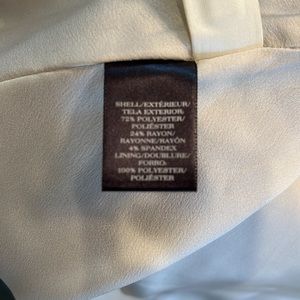 SHELL/EXTÉRIEUR/
TELA EXTERIOR:
72% POLYESTER/
POLIÉSTER
24% RAYON/
RAYONNE/RAYÓN
4% SPANDEX
LINING/DOUBLURE/
FORRO:
100% POLYESTER/
POLIÉSTER